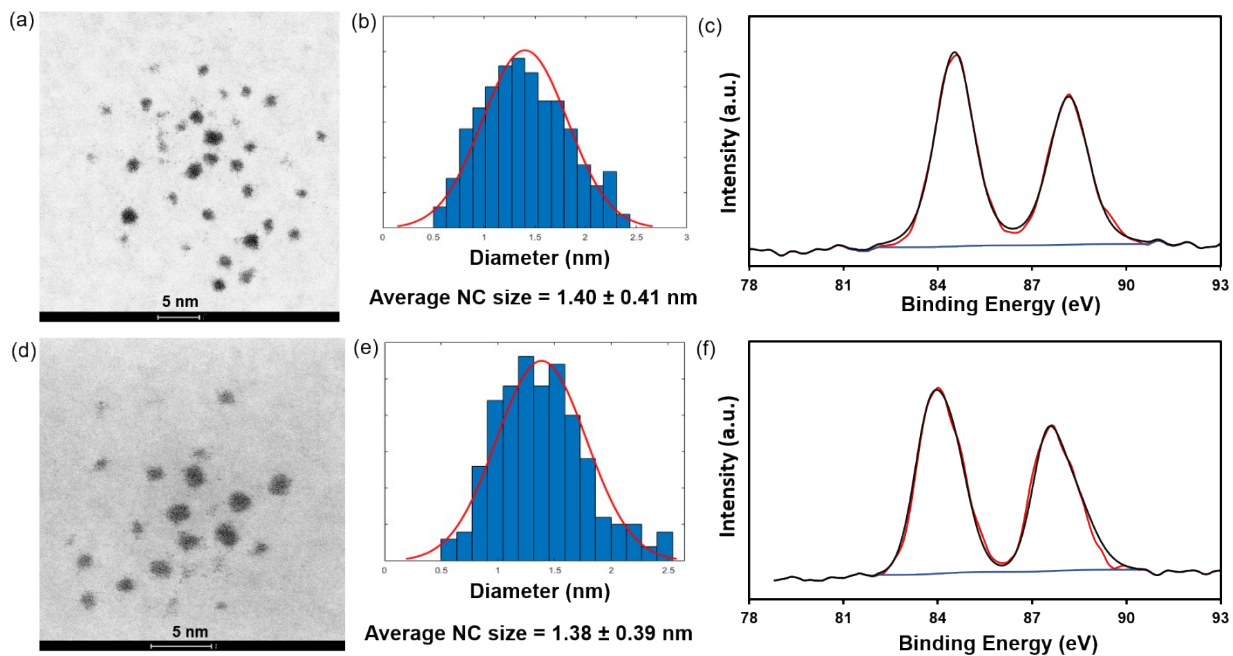 (a)
5 nm
(b)
0 0.5 1 1.5 2 2.5 3
Diameter (nm)
Average NC size = 1.40 ± 0.41 nm
(c)
Intensity (a.u.)
78 81 84 87 90 93
Binding Energy (eV)
(d)
5 nm
(e)
0 0.5 1 1.5 2 2.5
Diameter (nm)
Average NC size = 1.38 ± 0.39 nm
(f)
Intensity (a.u.)
78 81 84 87 90 93
Binding Energy (eV)